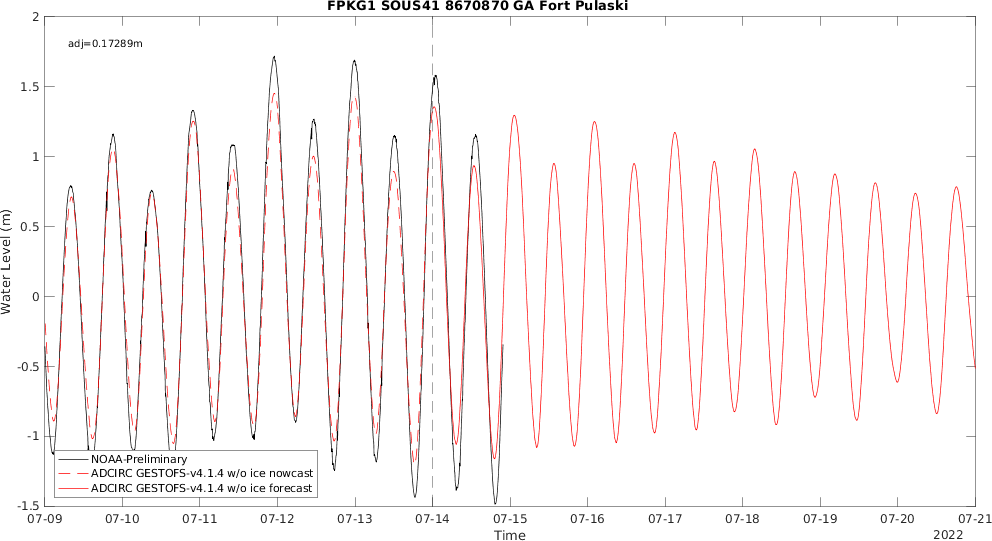 FPKG1 SOUS41 8670870 GA Fort Pulaski
adj=0.17289m
Water Level (m)
2
1.5
1
0.5
0
-0.5
-1
-1.5
NOAA-Preliminary
ADCIRC GESTOFS-v4.1.4 w/o ice nowcast
ADCIRC GESTOFS-v4.1.4 w/o ice forecast
07-09 07-10 07-11 07-12 07-13 07-14 07-15 07-16 07-17 07-18 07-19 07-20 07-21
Time
2022